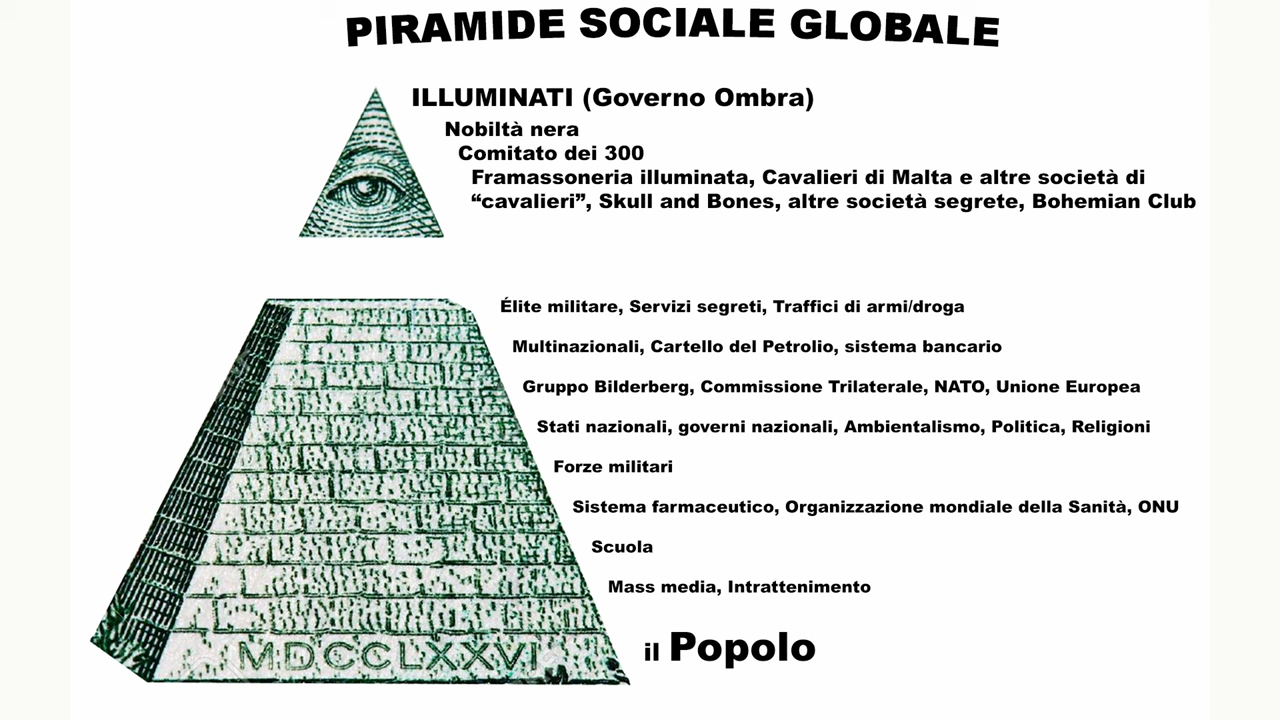 PIRAMIDE SOCIALE GLOBALE
ILLUMINATI (Governo Ombra)
Nobiltà nera
Comitato dei 300
Framassoneria illuminata, Cavalieri di Malta e altre società di
“cavalieri”, Skull and Bones, altre società segrete, Bohemian Club
Élite militare, Servizi segreti, Traffici di armi/droga
Multinazionali, Cartello del Petrolio, sistema bancario
Gruppo Bilderberg, Commissione Trilaterale, NATO, Unione Europea
Stati nazionali, governi nazionali, Ambientalismo, Politica, Religioni
Forze militari
Sistema farmaceutico, Organizzazione mondiale della Sanità, ONU
Scuola
Mass media, Intrattenimento
il Popolo
MDCCLXXVI